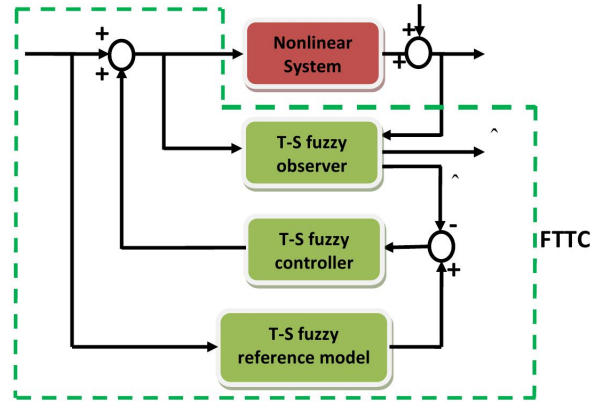 +
+
+
Nonlinear
System
+
+
T-S fuzzy
observer
^
^
-
T-S fuzzy
controller
+
FTTC
T-S fuzzy
reference model